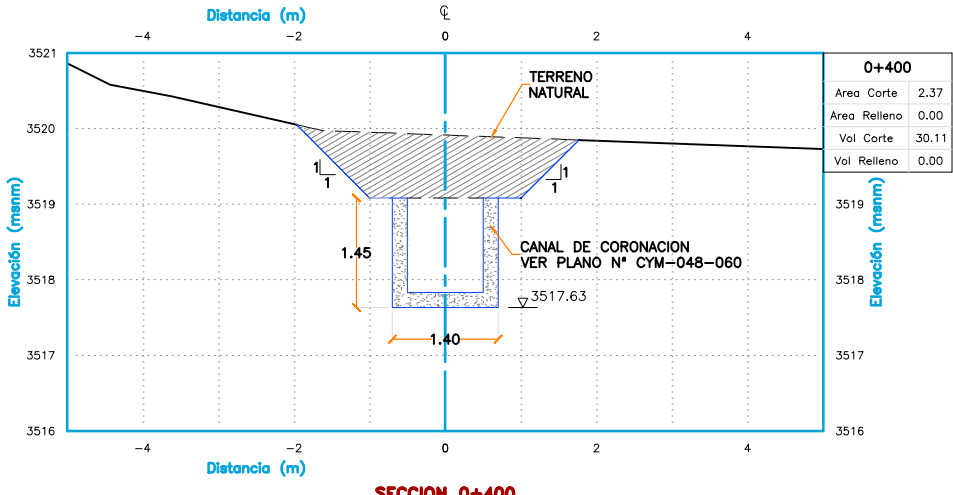 Distancia (m)
℄
-4 -2 0 2 4
3521
3520
3519
3518
3517
3516
Elevación (msnm)
TERRENO
NATURAL
1
1
1
1
1.45
CANAL DE CORONACION
VER PLANO Nº CYM-048-060
3517.63
1.40
0+400
Area Corte 2.37
Area Relleno 0.00
Vol Corte 30.11
Vol Relleno 0.00
3519
3518
3517
3516
Elevación (msnm)
-4 -2 0 2 4
Distancia (m)
SECCION 0+400